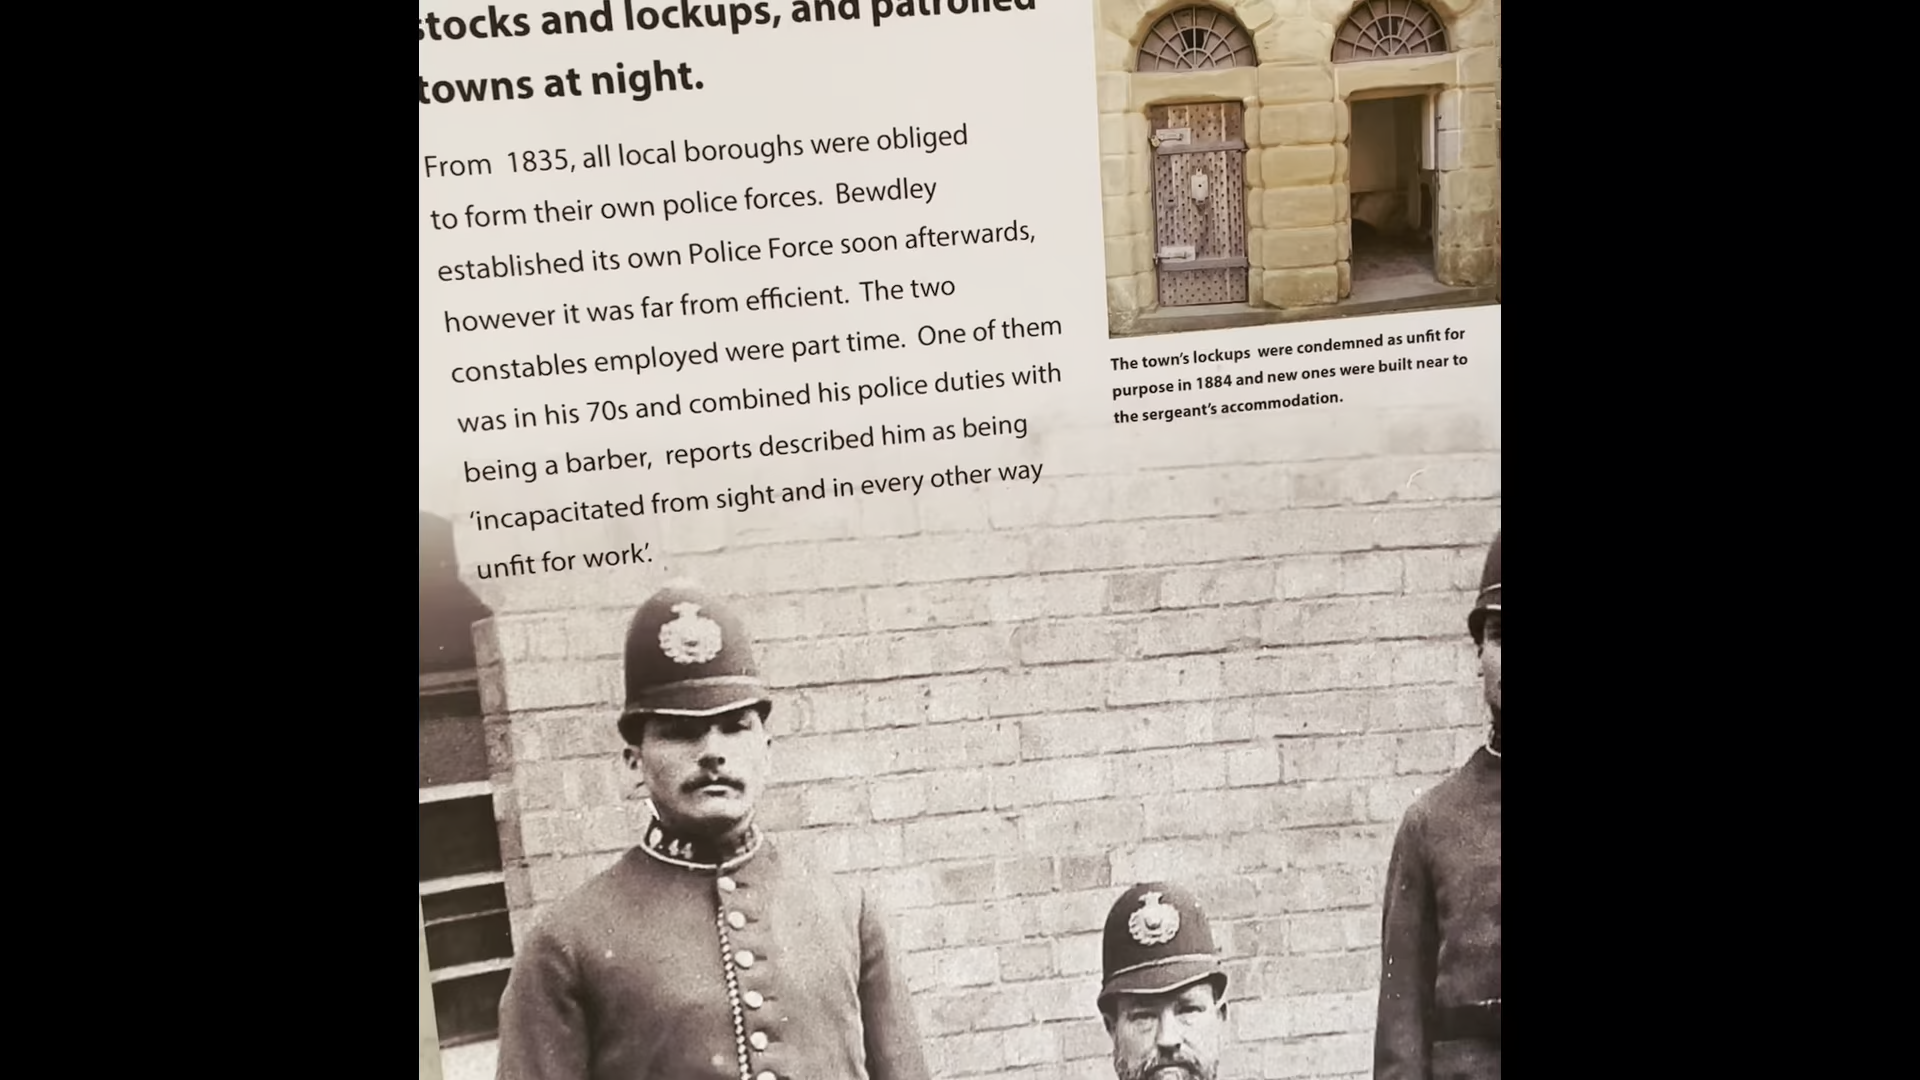 stocks and lockups, and patrolled
towns at night.
From 1835, all local boroughs were obliged
to form their own police forces. Bewdley
established its own Police Force soon afterwards,
however it was far from efficient. The two
constables employed were part time. One of them
was in his 70s and combined his police duties with
being a barber, reports described him as being
‘incapacitated from sight and in every other way
unfit for work’.
The town’s lockups were condemned as unfit for
purpose in 1884 and new ones were built near to
the sergeant’s accommodation.
44